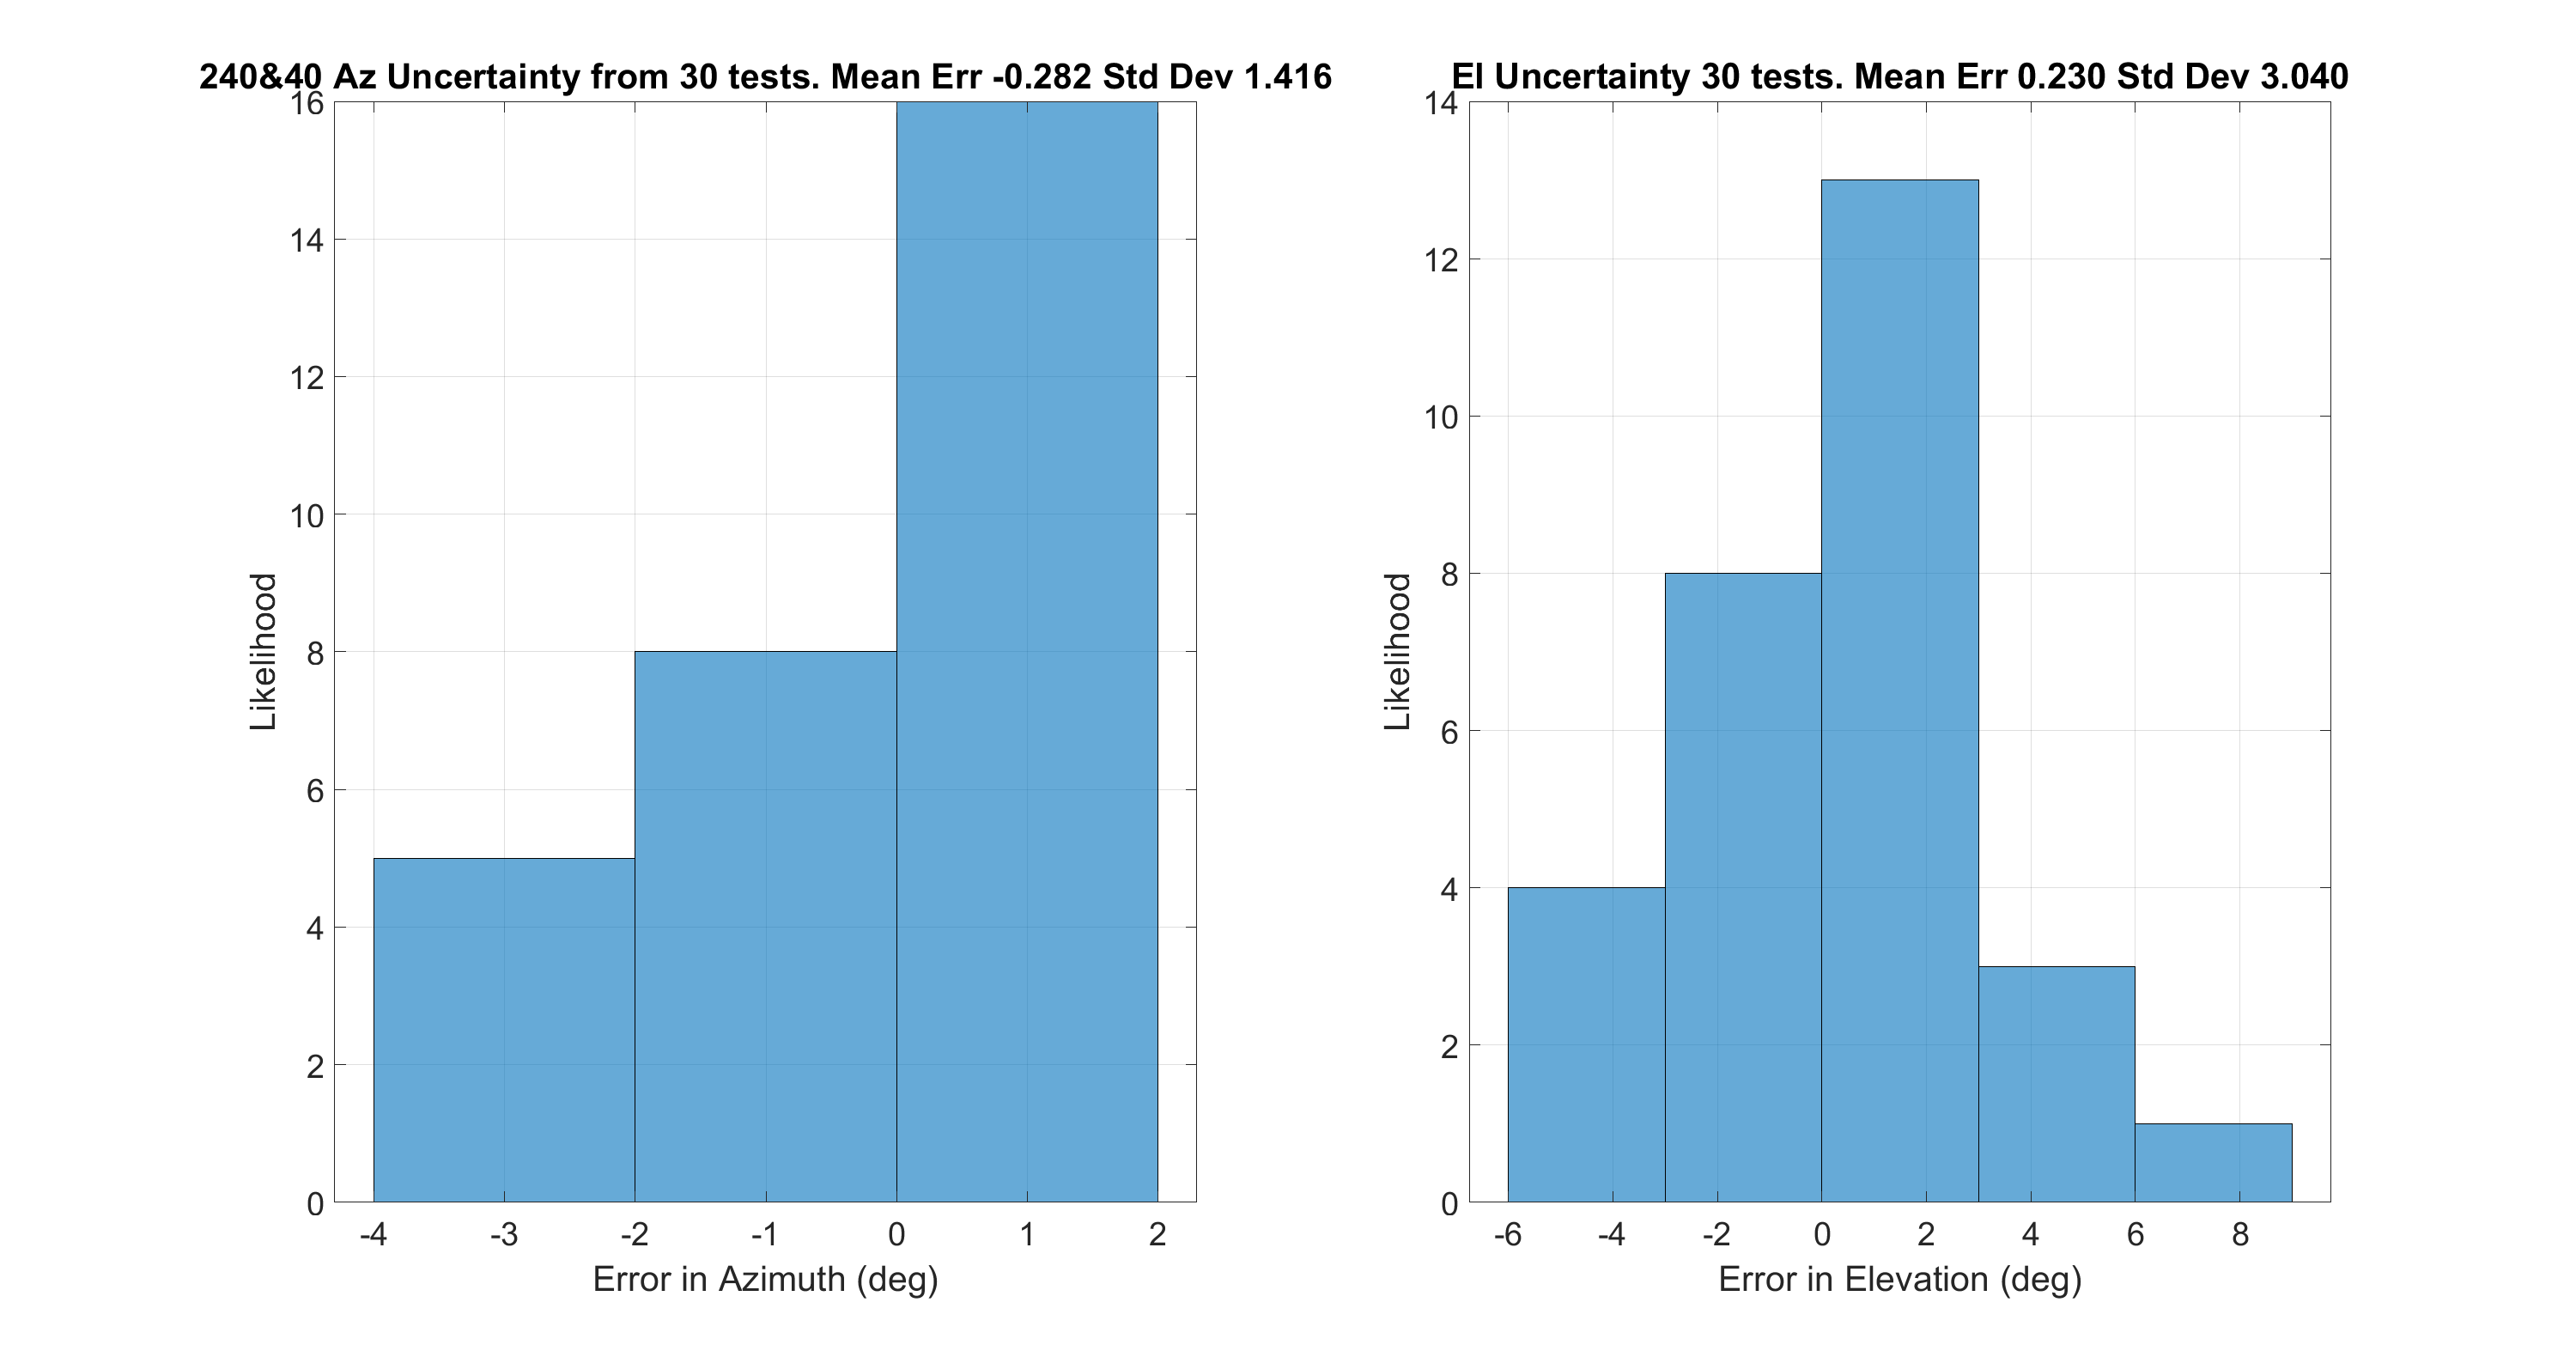 240&40 Az Uncertainty from 30 tests. Mean Err -0.282 Std Dev 1.416
16
14
12
10
8
6
4
2
0
Likelihood
-4 -3 -2 -1 0 1 2
Error in Azimuth (deg)
El Uncertainty 30 tests. Mean Err 0.230 Std Dev 3.040
14
12
10
8
6
4
2
0
Likelihood
-6 -4 -2 0 2 4 6 8
Error in Elevation (deg)